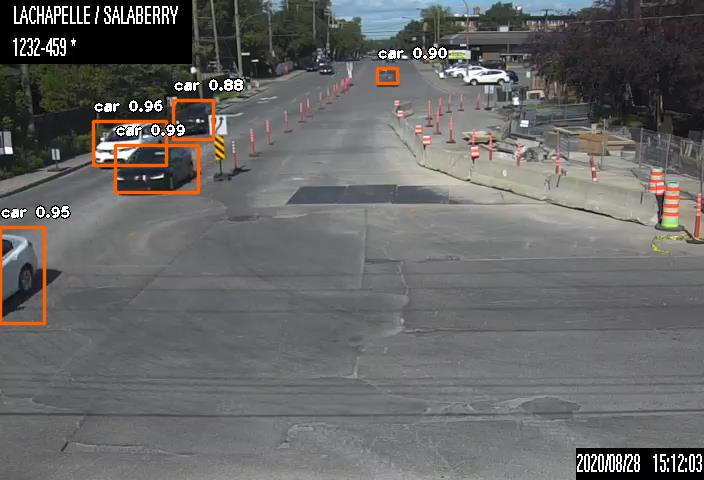 LACHAPELLE / SALABERRY
1232-459 *
car 0.90
car 0.88
car 0.96
car 0.99
car 0.95
2020/08/28 15:12:03